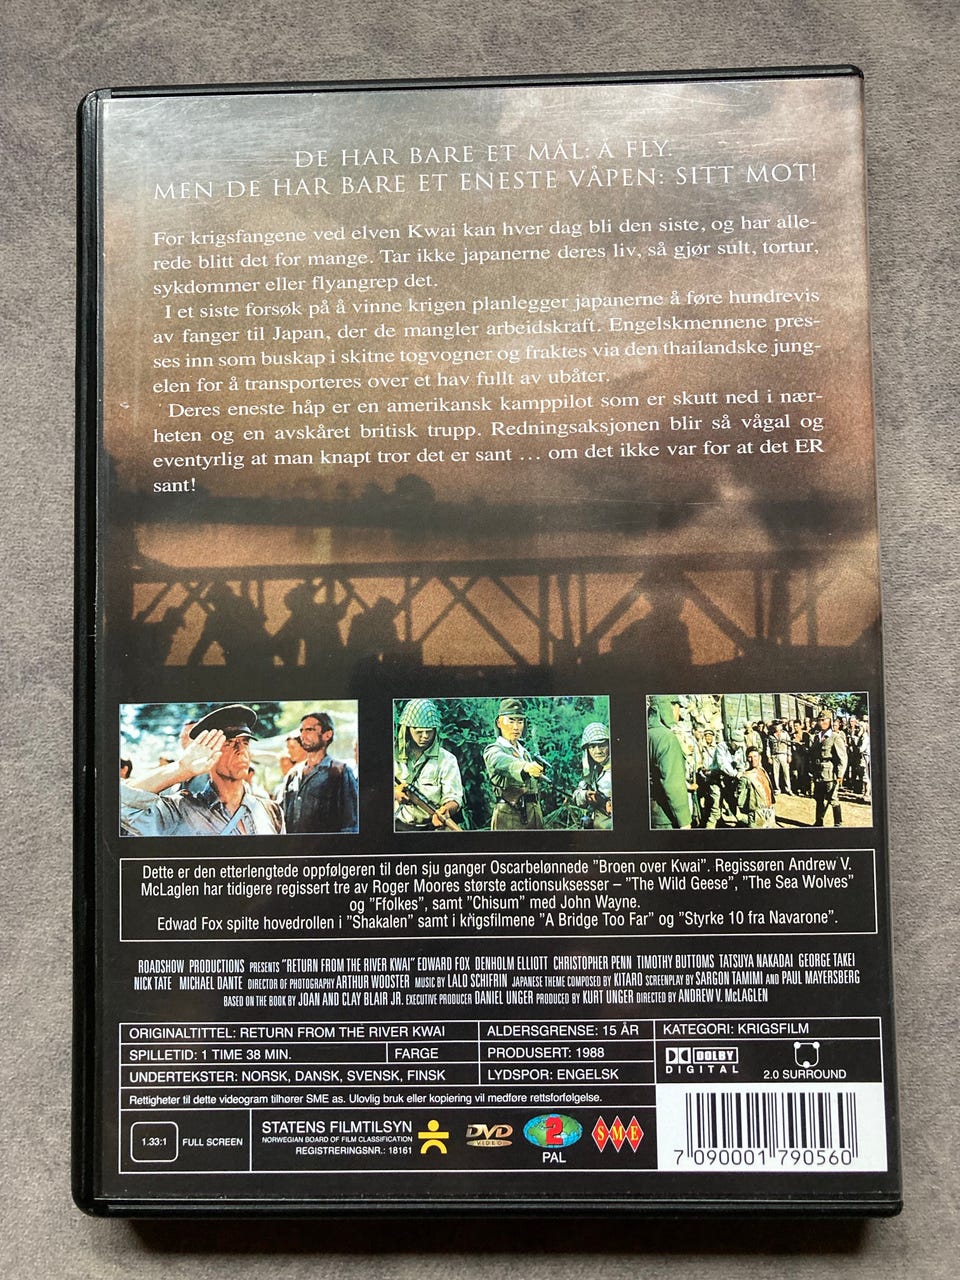 DE HAR BARE ET MÅL: Å FLY.
MEN DE HAR BARE ET ENESTE VÅPEN: SITT MOT!
For krigsfangene ved elven Kwai kan hver dag bli den siste, og har alle-
rede blitt det for mange. Tar ikke japanerne deres liv, så gjør sult, tortur,
sykdommer eller flyangrep det.
I et siste forsøk på å vinne krigen planlegger japanerne å føre hundrevis
av fanger til Japan, der de mangler arbeidskraft. Engelskmennene pres-
ses inn som buskap i skitne togvogner og fraktes via den thailandske jung-
elen for å transporteres over et hav fullt av ubåter.
Deres eneste håp er en amerikansk kamppilot som er skutt ned i nær-
heten og en avskåret britisk trupp. Redningsaksjonen blir så vågal og
eventyrlig at man knapt tror det er sant ... om det ikke var for at det ER
sant!
Dette er den etterlengtede oppfølgeren til den sju ganger Oscarbelønnede "Broen over Kwai". Regissøren Andrew V.
McLaglen har tidigere regissert tre av Roger Moores største actionsuksesser – "The Wild Geese", "The Sea Wolves"
og "Ffolkes", samt "Chisum" med John Wayne.
Edwad Fox spilte hovedrollen i "Shakalen" samt i krigsfilmene "A Bridge Too Far" og "Styrke 10 fra Navarone".
ROADSHOW PRODUCTIONS PRESENTS "RETURN FROM THE RIVER KWAI" EDWARD FOX DENHOLM ELLIOTT CHRISTOPHER PENN TIMOTHY BUTTOMS TATSUYA NAKADAI GEORGE TAKEI
NICK TATE MICHAEL DANTE DIRECTOR OF PHOTOGRAPHY ARTHUR WOOSTER MUSIC BY LALO SCHIFRIN JAPANESE THEME COMPOSED BY KITARO SCREENPLAY BY SARGON TAMIMI AND PAUL MAYERSBERG
BASED ON THE BOOK BY JOAN AND CLAY BLAIR JR. EXECUTIVE PRODUCER DANIEL UNGER PRODUCED BY KURT UNGER DIRECTED BY ANDREW V. McLAGLEN
ORIGINALTITTEL: RETURN FROM THE RIVER KWAI ALDERSGRENSE: 15 ÅR KATEGORI: KRIGSFILM
SPILLETID: 1 TIME 38 MIN. FARGE PRODUSERT: 1988
UNDERTEKSTER: NORSK, DANSK, SVENSK, FINSK LYDSPOR: ENGELSK
DOLBY
DIGITAL
2.0 SURROUND
Rettigheter til dette videogram tilhører SME as. Ulovlig bruk eller kopiering vil medføre rettsforfølgelse.
1.33:1 FULL SCREEN
STATENS FILMTILSYN
NORWEGIAN BOARD OF FILM CLASSIFICATION
REGISTRERINGSNR.: 18161
DVD
VIDEO
2
PAL
SME
7 090001 790560